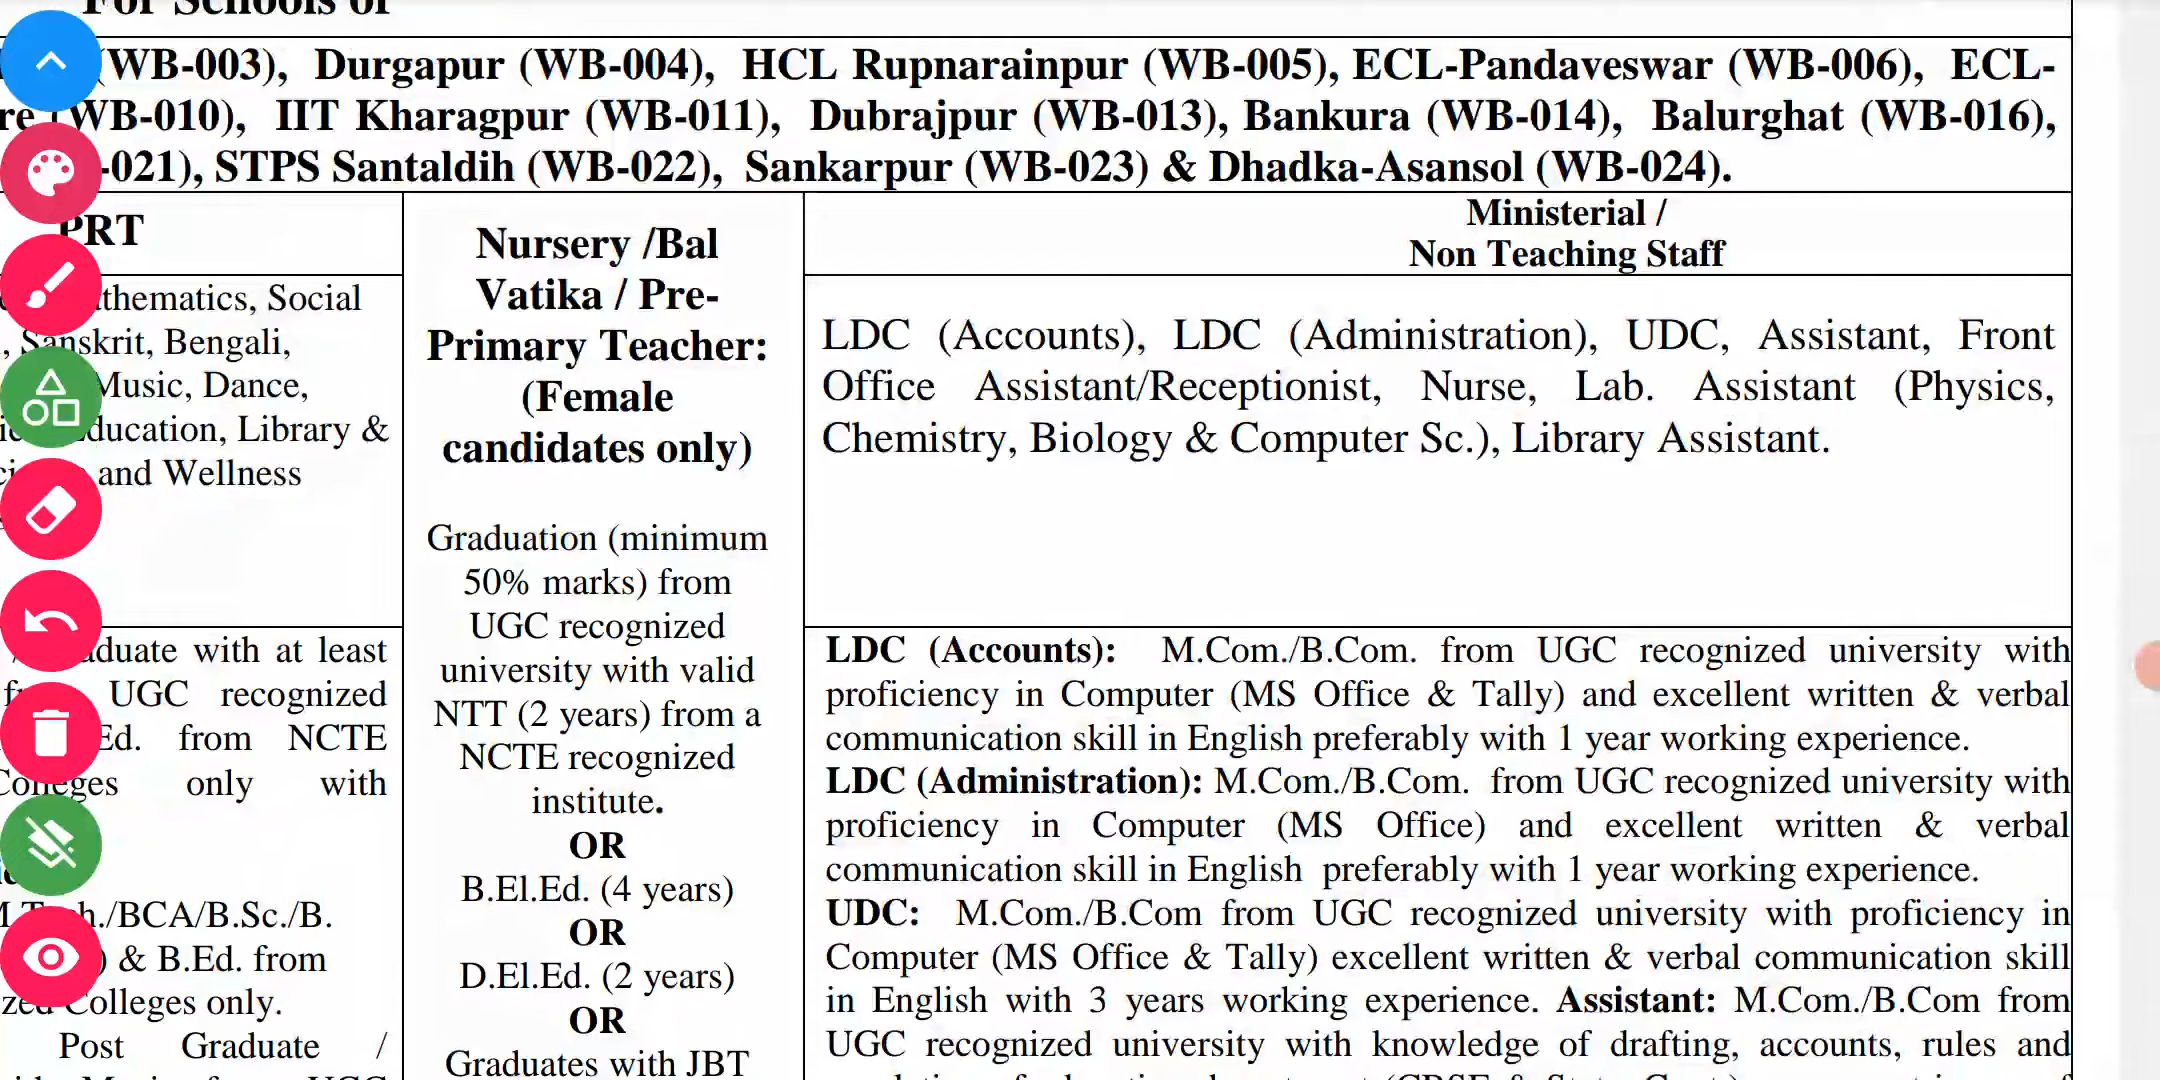 For Schools of
(WB-003), Durgapur (WB-004), HCL Rupnarainpur (WB-005), ECL-Pandaveswar (WB-006), ECL-
WB-010), IIT Kharagpur (WB-011), Dubrajpur (WB-013), Bankura (WB-014), Balurghat (WB-016),
-021), STPS Santaldih (WB-022), Sankarpur (WB-023) & Dhadka-Asansol (WB-024).
PRT
thematics, Social
, Sanskrit, Bengali,
Music, Dance,
ducation, Library &
and Wellness
aduate with at least
UGC recognized
Ed. from NCTE
Colleges only with
h./BCA/B.Sc./B.
) & B.Ed. from
Colleges only.
Post Graduate /
Nursery /Bal
Vatika / Pre-
Primary Teacher:
(Female
candidates only)
Graduation (minimum
50% marks) from
UGC recognized
university with valid
NTT (2 years) from a
NCTE recognized
institute.
OR
B.El.Ed. (4 years)
OR
D.El.Ed. (2 years)
OR
Graduates with JBT
Ministerial /
Non Teaching Staff
LDC (Accounts), LDC (Administration), UDC, Assistant, Front
Office Assistant/Receptionist, Nurse, Lab. Assistant (Physics,
Chemistry, Biology & Computer Sc.), Library Assistant.
LDC (Accounts): M.Com./B.Com. from UGC recognized university with
proficiency in Computer (MS Office & Tally) and excellent written & verbal
communication skill in English preferably with 1 year working experience.
LDC (Administration): M.Com./B.Com. from UGC recognized university with
proficiency in Computer (MS Office) and excellent written & verbal
communication skill in English preferably with 1 year working experience.
UDC: M.Com./B.Com from UGC recognized university with proficiency in
Computer (MS Office & Tally) excellent written & verbal communication skill
in English with 3 years working experience. Assistant: M.Com./B.Com from
UGC recognized university with knowledge of drafting, accounts, rules and